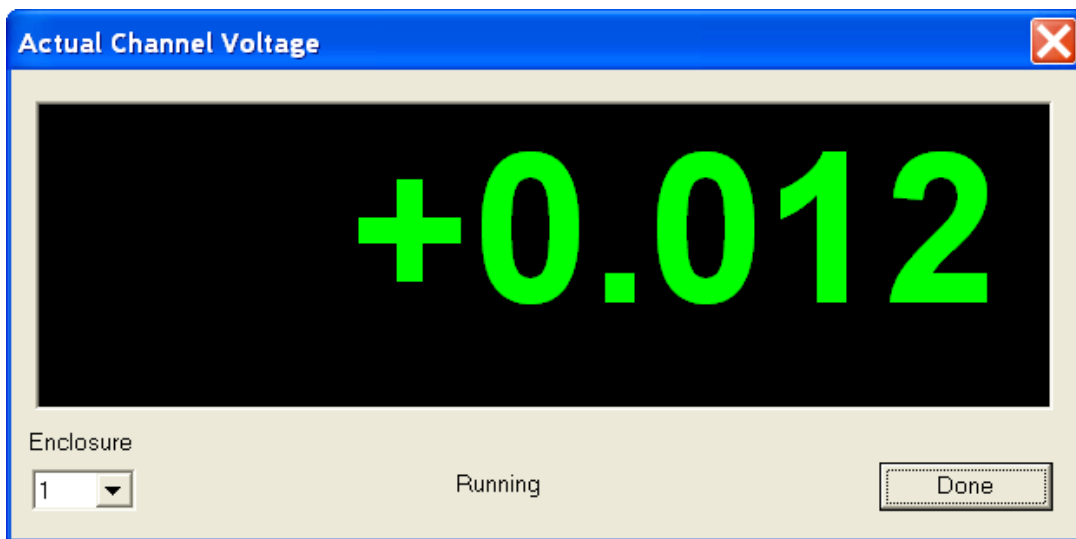 Actual Channel Voltage
+0.012
Enclosure
1
Running
Done